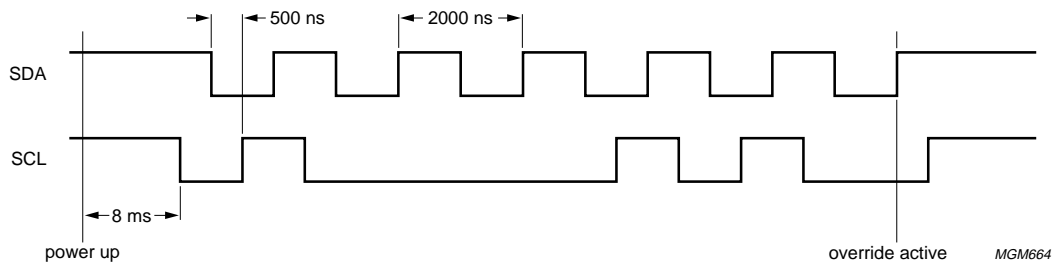 500 ns
2000 ns
SDA
SCL
8 ms
power up
override active
MGM664